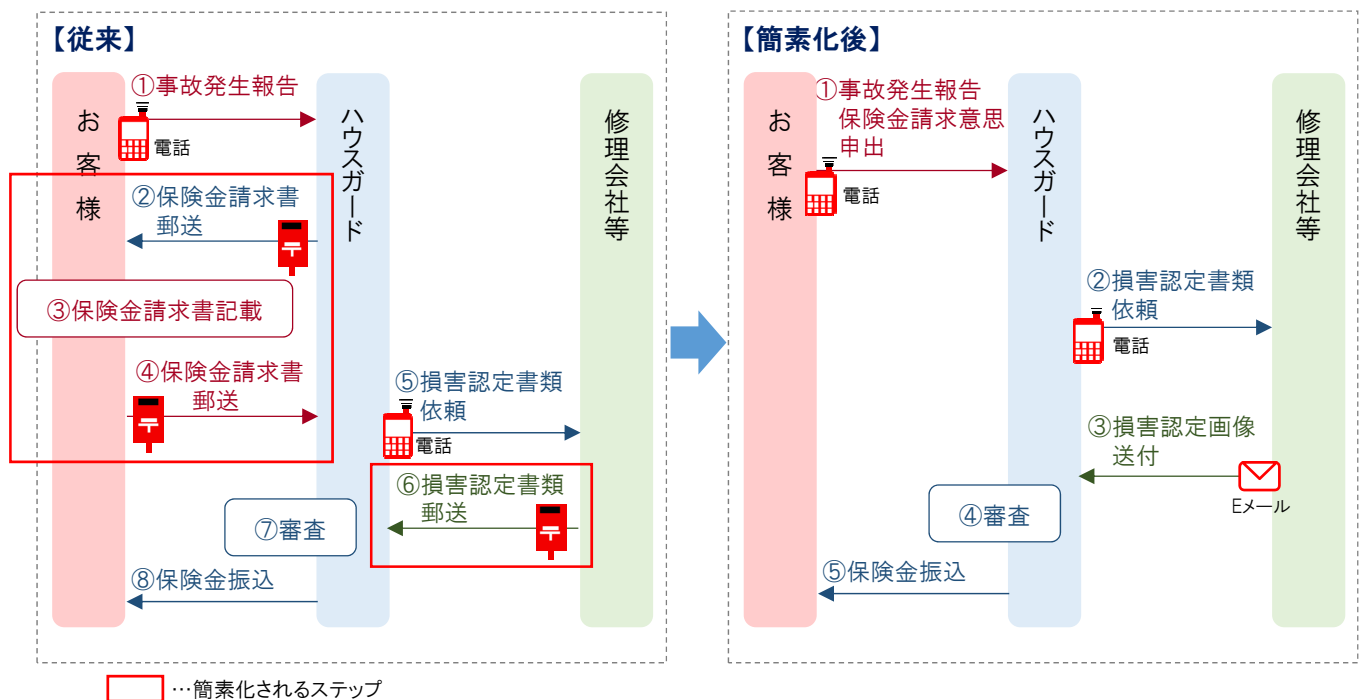 【従来】
お客様
ハウスガード
修理会社等
①事故発生報告
電話
②保険金請求書
郵送
③保険金請求書記載
④保険金請求書
郵送
⑤損害認定書類
依頼
電話
⑥損害認定書類
郵送
⑦審査
⑧保険金振込
…簡素化されるステップ
【簡素化後】
お客様
ハウスガード
修理会社等
①事故発生報告
保険金請求意思
申出
電話
②損害認定書類
依頼
電話
③損害認定画像
送付
Eメール
④審査
⑤保険金振込